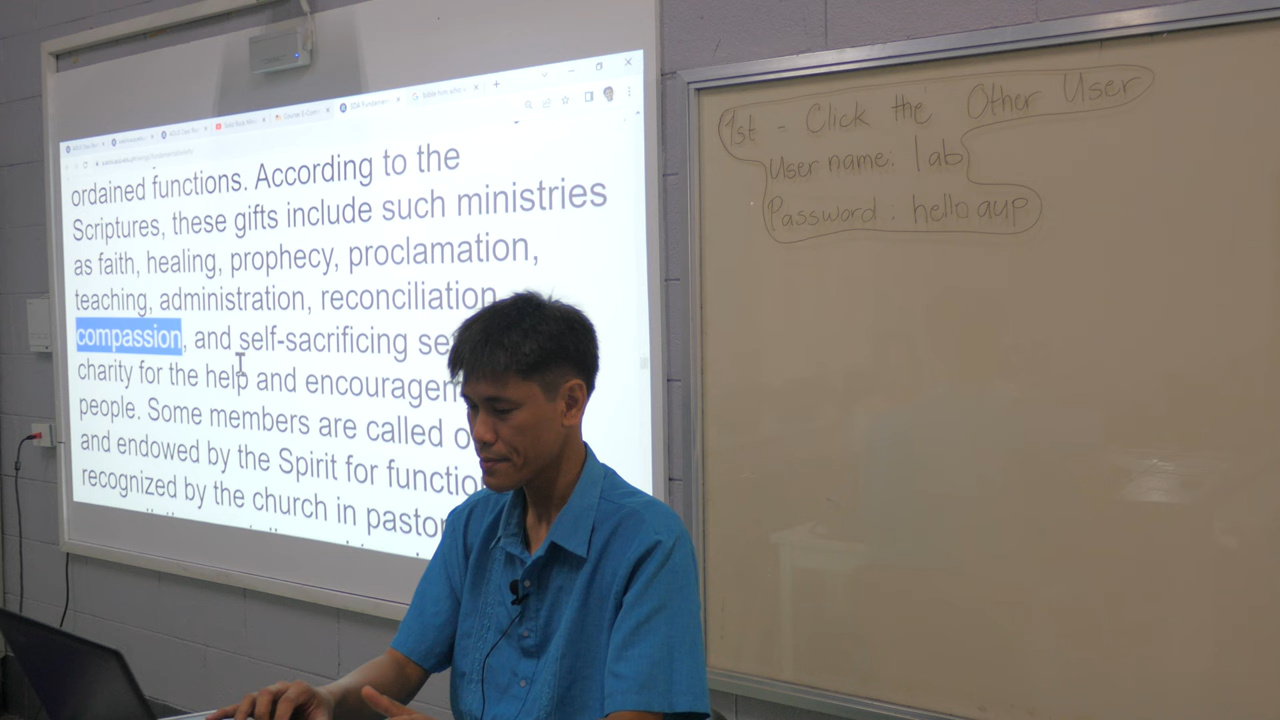 SDA Fundamen
ordained functions. According to the
Scriptures, these gifts include such ministries
as faith, healing, prophecy, proclamation,
teaching, administration, reconciliation
compassion, and self-sacrificing se
charity for the help and encouragem
people. Some members are called o
and endowed by the Spirit for functio
recognized by the church in pastor
1st - Click the Other User
User name: lab
Password: helloaup